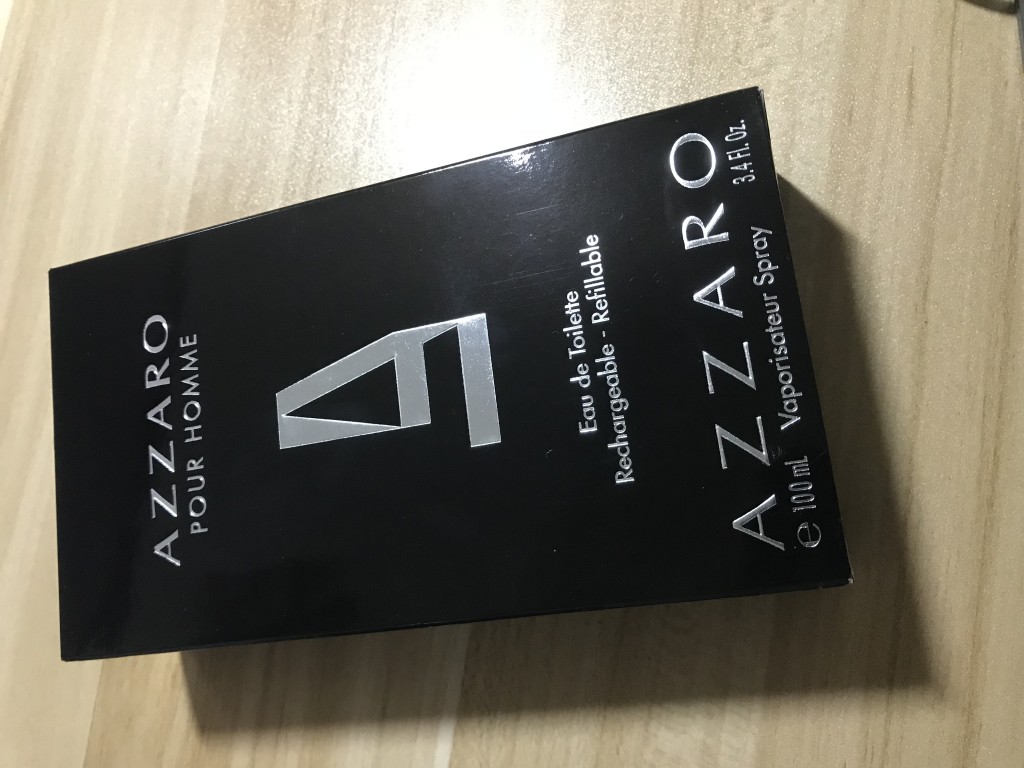 AZZARO
POUR HOMME
Eau de Toilette
Rechargeable - Refillable
AZZARO
℮ 100 mL Vaporisateur Spray 3.4 Fl. Oz.